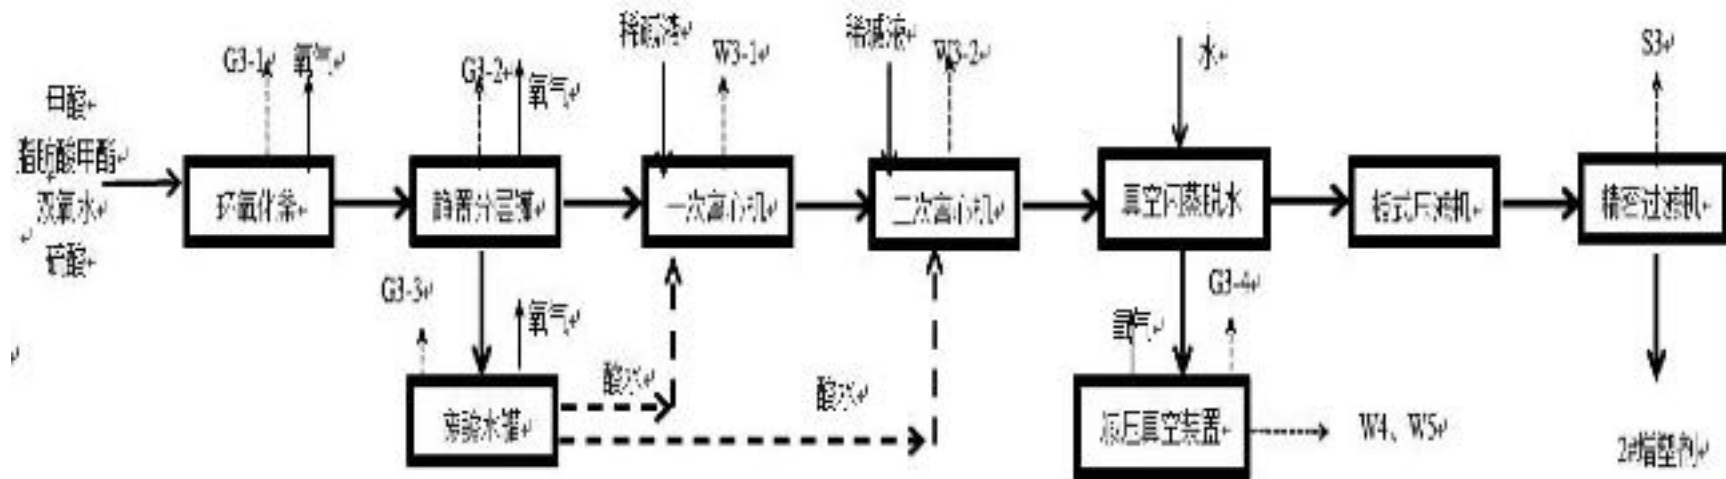 稀碱液
稀碱液
S3
G3-1
氧气
G3-2
W3-1
W3-2
水
氧气
甲酸
脂肪酸甲酯
双氧水
硫酸
环氧化釜
静置分层罐
一次离心机
二次离心机
真空闪蒸脱水
板式压滤机
精密过滤机
G3-3
氧气
G3-4
氧气
酸水
酸水
废酸水罐
减压真空装置
W4、W5
2#增塑剂